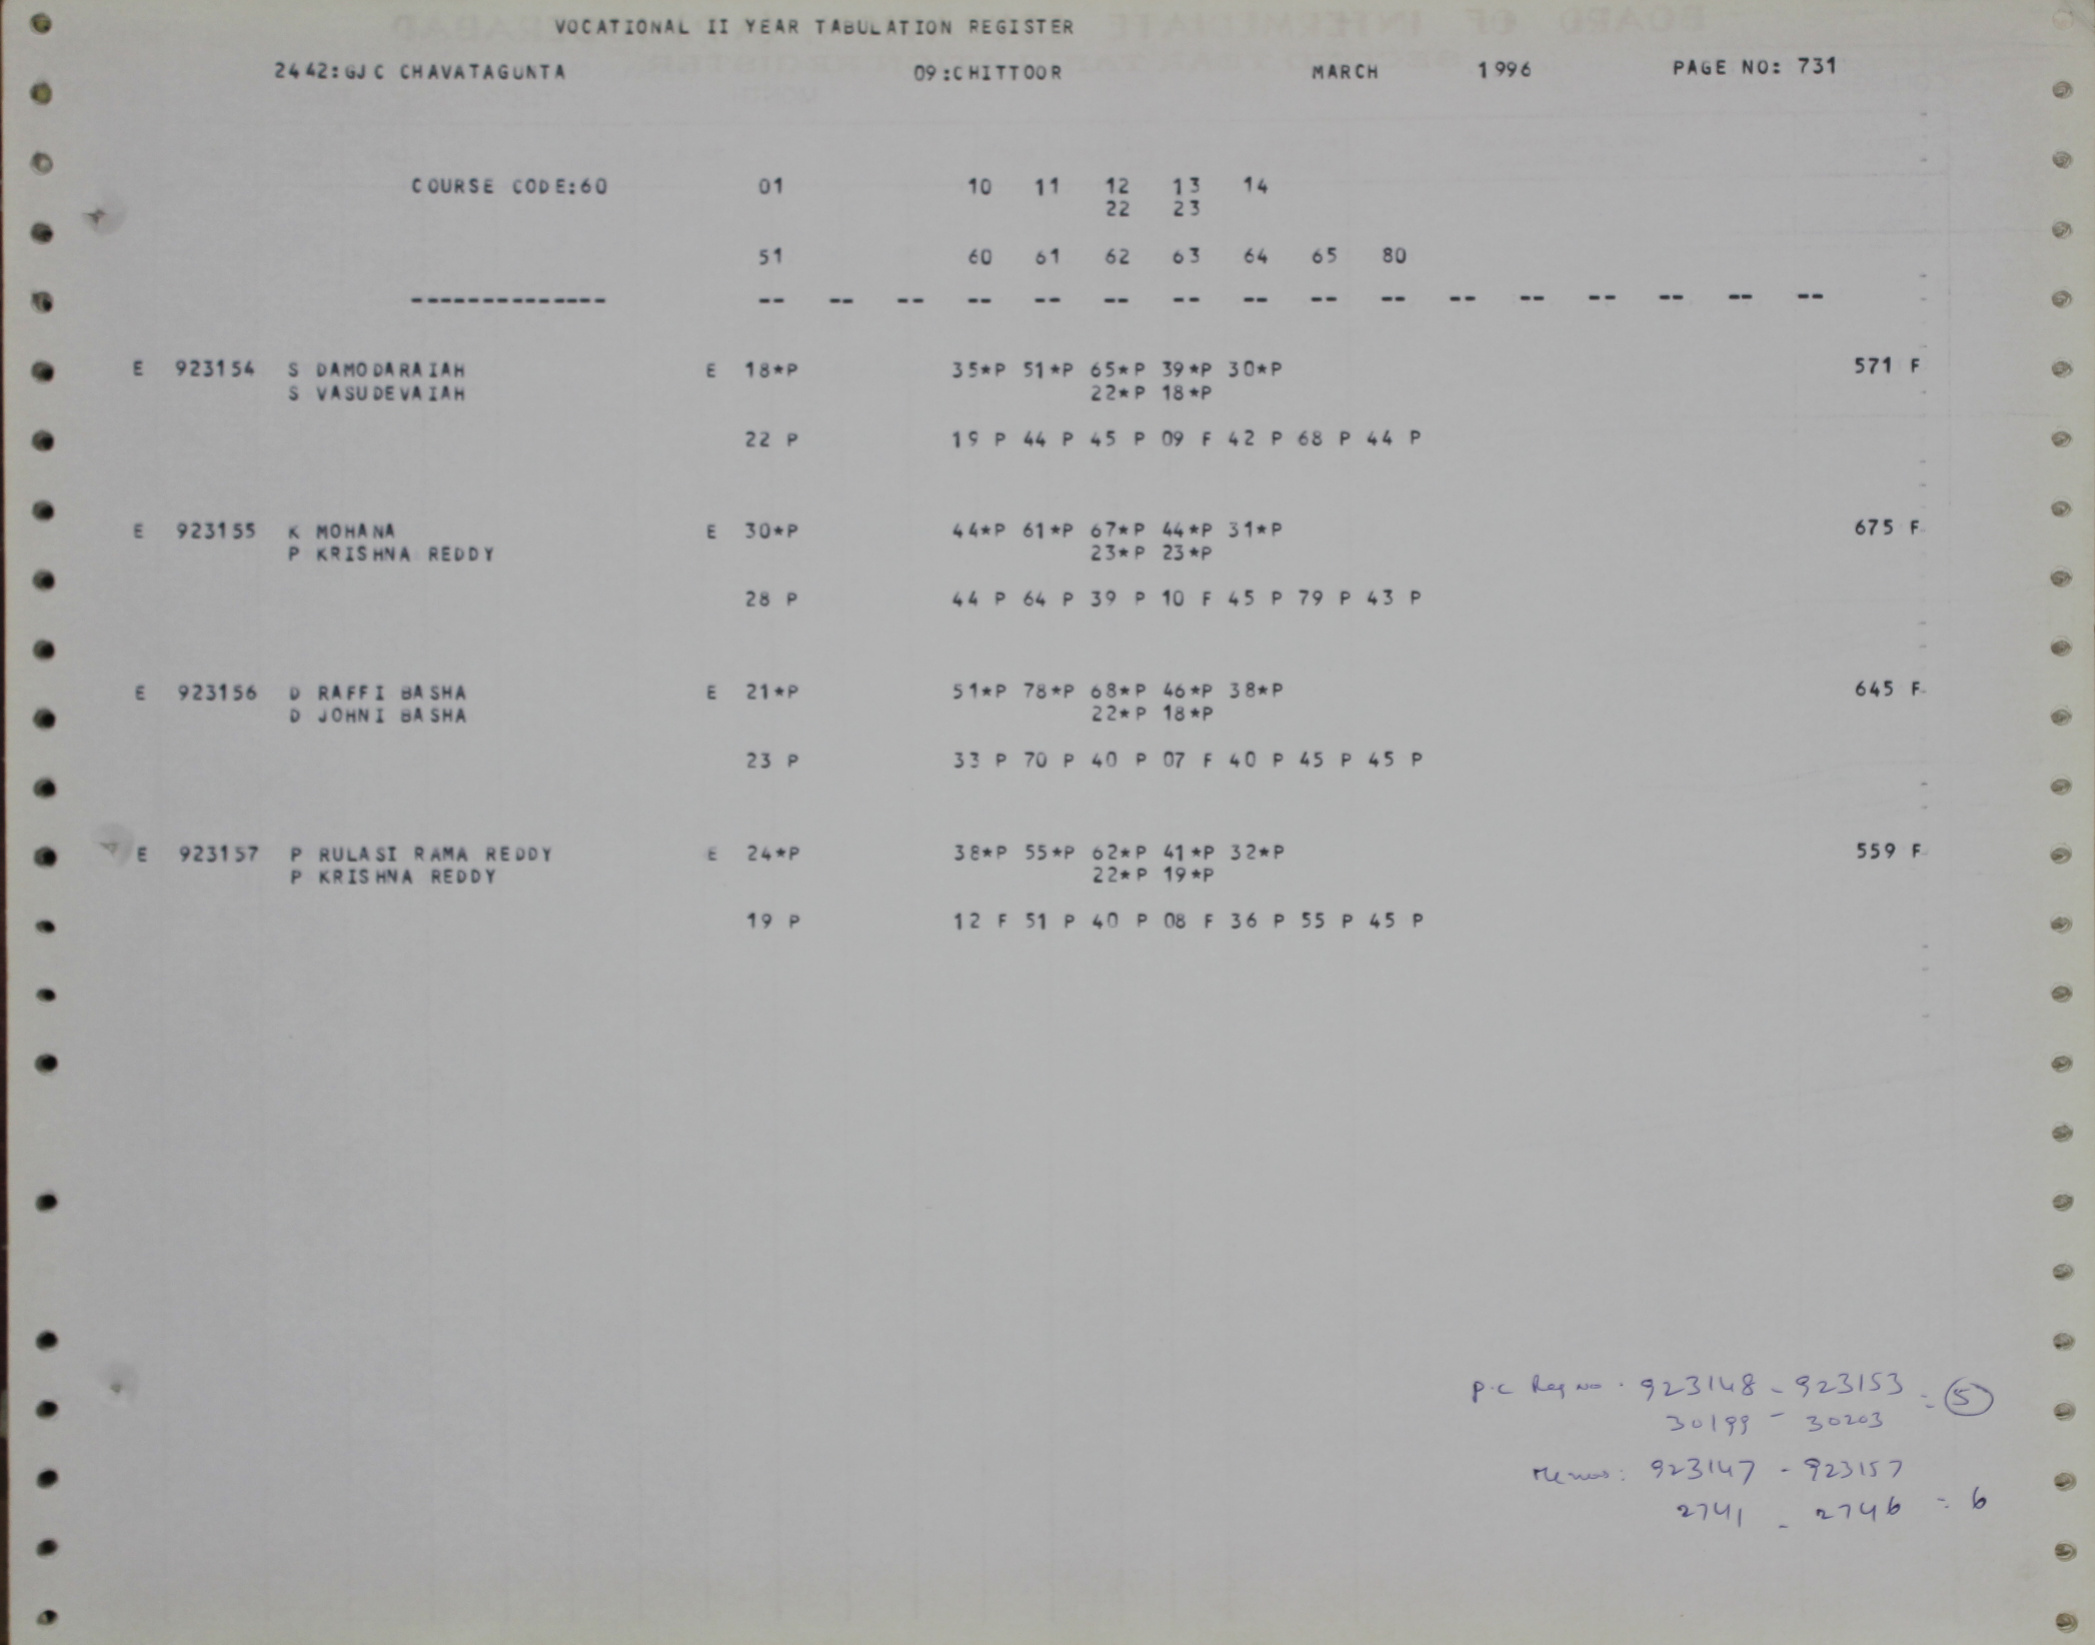 VOCATIONAL II YEAR TABULATION REGISTER
2442:GJC CHAVATAGUNTA 09:CHITTOOR MARCH 1996 PAGE NO: 731
COURSE CODE:60 01 10 11 12 13 14
22 23
51 60 61 62 63 64 65 80
-------------- -- -- -- -- -- -- -- -- -- -- -- -- -- -- -- --
E 923154 S DAMODARAIAH E 18*P 35*P 51*P 65*P 39*P 30*P 571 F
S VASUDEVAIAH 22*P 18*P
22 P 19 P 44 P 45 P 09 F 42 P 68 P 44 P
E 923155 K MOHANA E 30*P 44*P 61*P 67*P 44*P 31*P 675 F
P KRISHNA REDDY 23*P 23*P
28 P 44 P 64 P 39 P 10 F 45 P 79 P 43 P
E 923156 D RAFFI BASHA E 21*P 51*P 78*P 68*P 46*P 38*P 645 F
D JOHNI BASHA 22*P 18*P
23 P 33 P 70 P 40 P 07 F 40 P 45 P 45 P
E 923157 P RULASI RAMA REDDY E 24*P 38*P 55*P 62*P 41*P 32*P 559 F
P KRISHNA REDDY 22*P 19*P
19 P 12 F 51 P 40 P 08 F 36 P 55 P 45 P
P.C Reg no. 923148 - 923153 = 5
30199 - 30203
Memos: 923147 - 923157
2741 - 2746 = 6